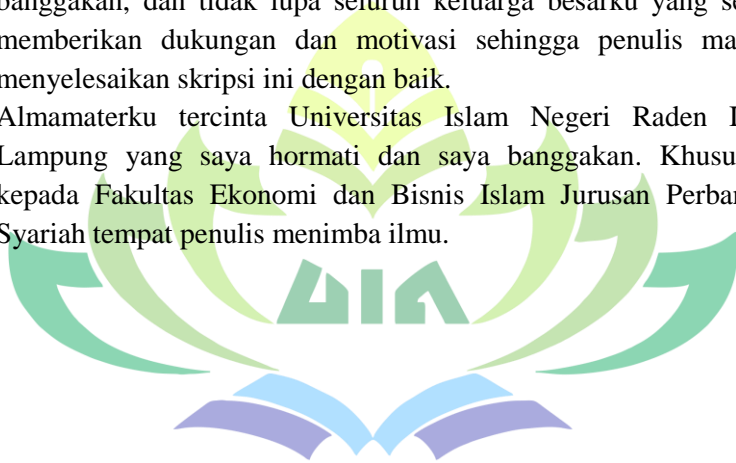 banggakan, dan tidak lupa seluruh keluarga besarku yang se
memberikan dukungan dan motivasi sehingga penulis ma
menyelesaikan skripsi ini dengan baik.
Almamaterku tercinta Universitas Islam Negeri Raden I
Lampung yang saya hormati dan saya banggakan. Khusu
kepada Fakultas Ekonomi dan Bisnis Islam Jurusan Perba
Syariah tempat penulis menimba ilmu.
UIN